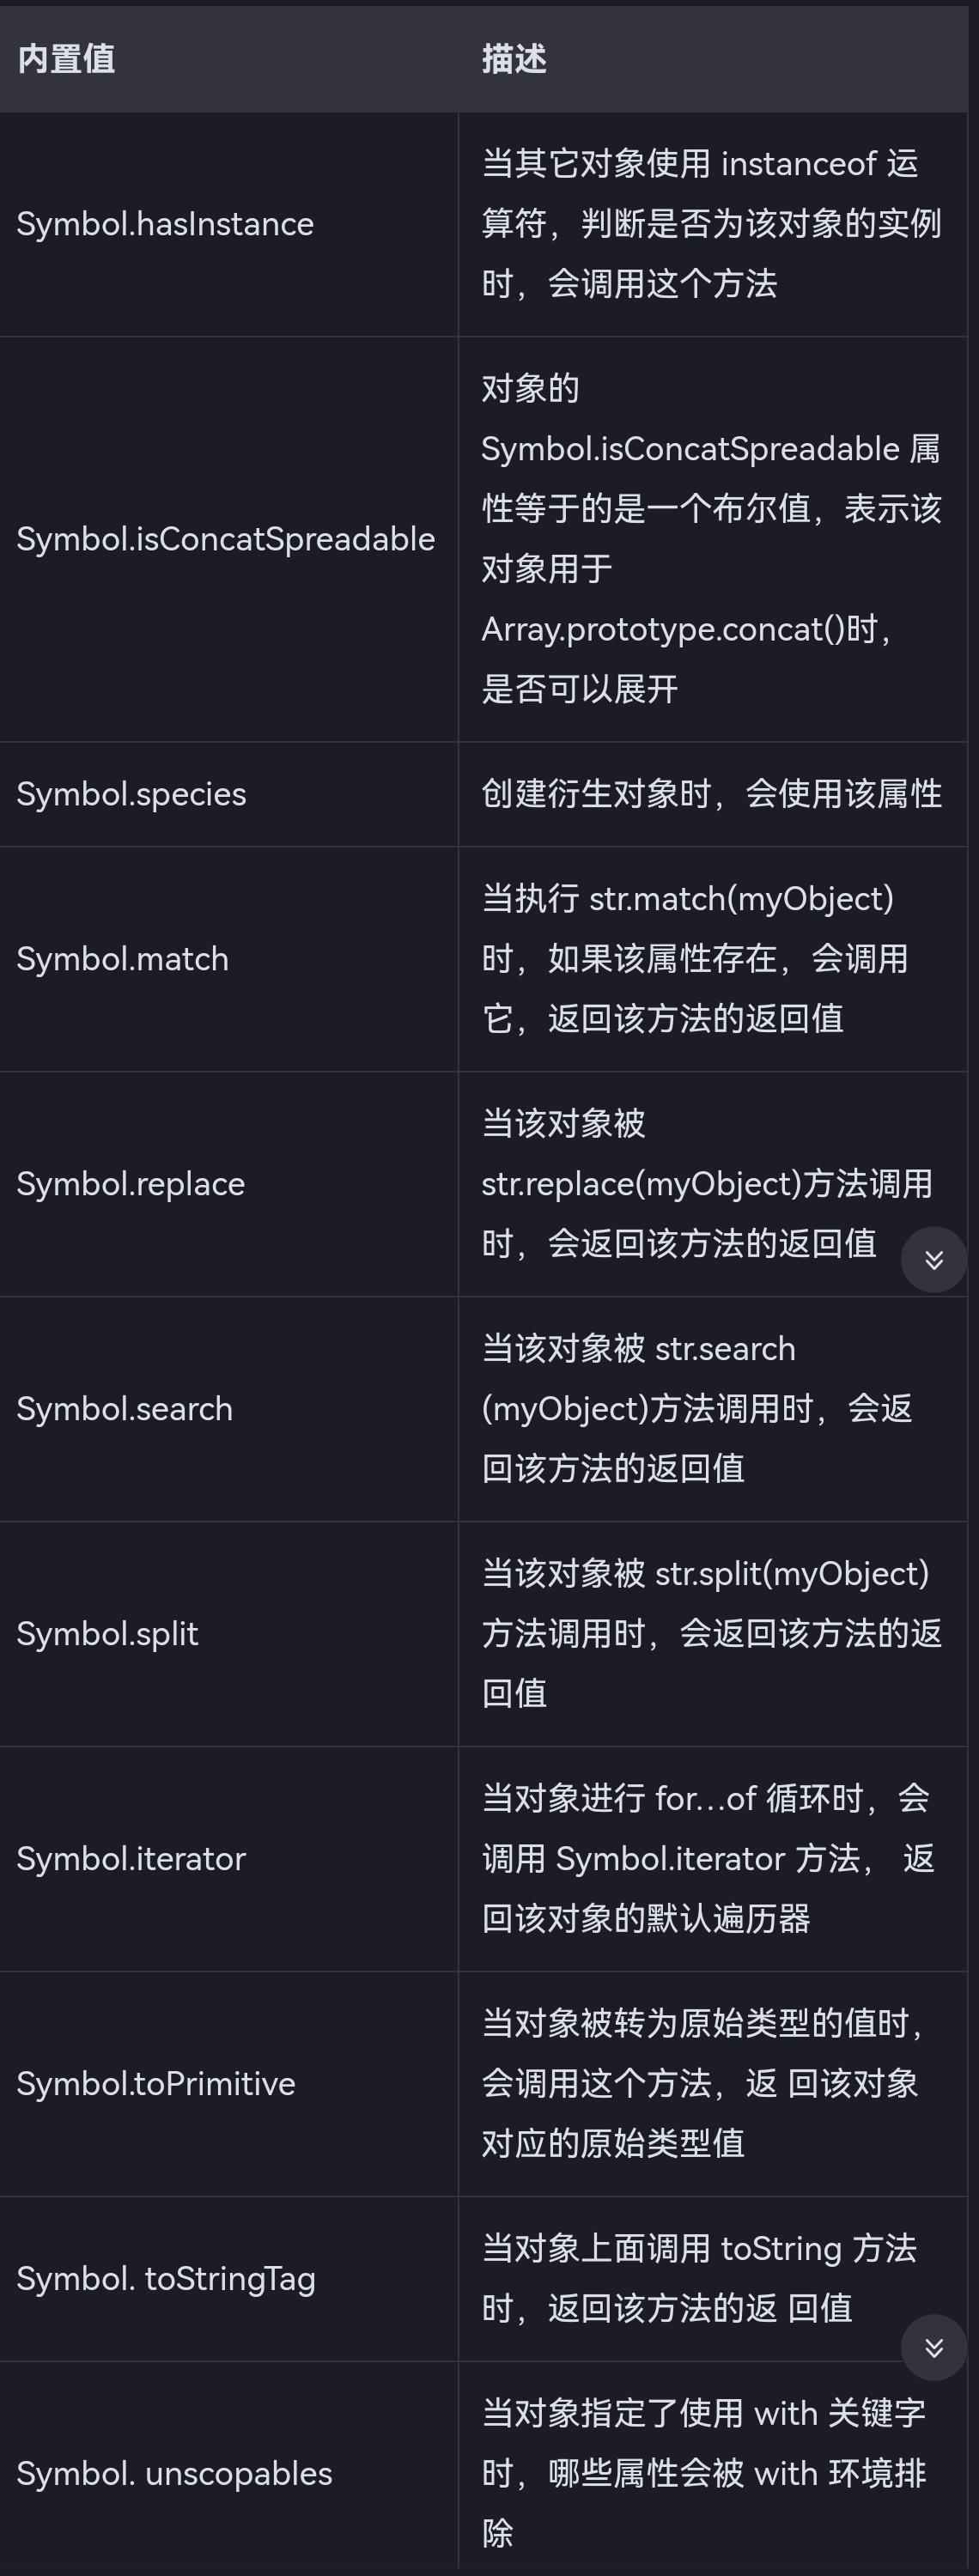 内置值 描述
Symbol.hasInstance
当其它对象使用 instanceof 运
算符，判断是否为该对象的实例
时，会调用这个方法
Symbol.isConcatSpreadable
对象的
Symbol.isConcatSpreadable 属
性等于的是一个布尔值，表示该
对象用于
Array.prototype.concat()时，
是否可以展开
Symbol.species
创建衍生对象时，会使用该属性
Symbol.match
当执行 str.match(myObject)
时，如果该属性存在，会调用
它，返回该方法的返回值
Symbol.replace
当该对象被
str.replace(myObject)方法调用
时，会返回该方法的返回值
Symbol.search
当该对象被 str.search
(myObject)方法调用时，会返
回该方法的返回值
Symbol.split
当该对象被 str.split(myObject)
方法调用时，会返回该方法的返
回值
Symbol.iterator
当对象进行 for...of 循环时，会
调用 Symbol.iterator 方法， 返
回该对象的默认遍历器
Symbol.toPrimitive
当对象被转为原始类型的值时，
会调用这个方法，返 回该对象
对应的原始类型值
Symbol. toStringTag
当对象上面调用 toString 方法
时，返回该方法的返 回值
Symbol. unscopables
当对象指定了使用 with 关键字
时，哪些属性会被 with 环境排
除